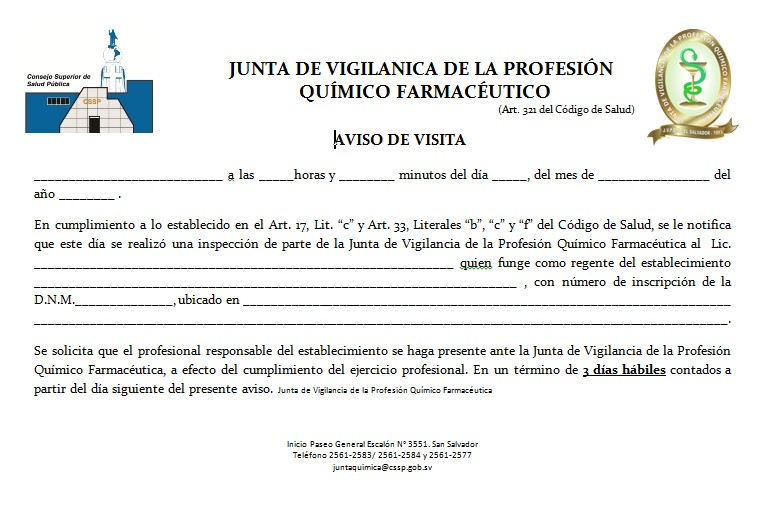 Consejo Superior de
Salud Pública
CSSP
JUNTA DE VIGILANICA DE LA PROFESIÓN
QUÍMICO FARMACÉUTICO
(Art. 321 del Código de Salud)
AVISO DE VISITA
___________________________ a las _____horas y ________ minutos del día _____, del mes de ________________ del
año ________ .
En cumplimiento a lo establecido en el Art. 17, Lit. “c” y Art. 33, Literales “b”, “c” y “f” del Código de Salud, se le notifica
que este día se realizó una inspección de parte de la Junta de Vigilancia de la Profesión Químico Farmacéutica al Lic.
____________________________________________________________ quien funge como regente del establecimiento
_____________________________________________________________________ , con número de inscripción de la
D.N.M.______________, ubicado en ______________________________________________________________________
___________________________________________________________________________________________________.
Se solicita que el profesional responsable del establecimiento se haga presente ante la Junta de Vigilancia de la Profesión
Químico Farmacéutica, a efecto del cumplimiento del ejercicio profesional. En un término de 3 días hábiles contados a
partir del día siguiente del presente aviso. Junta de Vigilancia de la Profesión Químico Farmacéutica
Inicio Paseo General Escalón N° 3551. San Salvador
Teléfono 2561-2583/ 2561-2584 y 2561-2577
juntaquimica@cssp.gob.sv